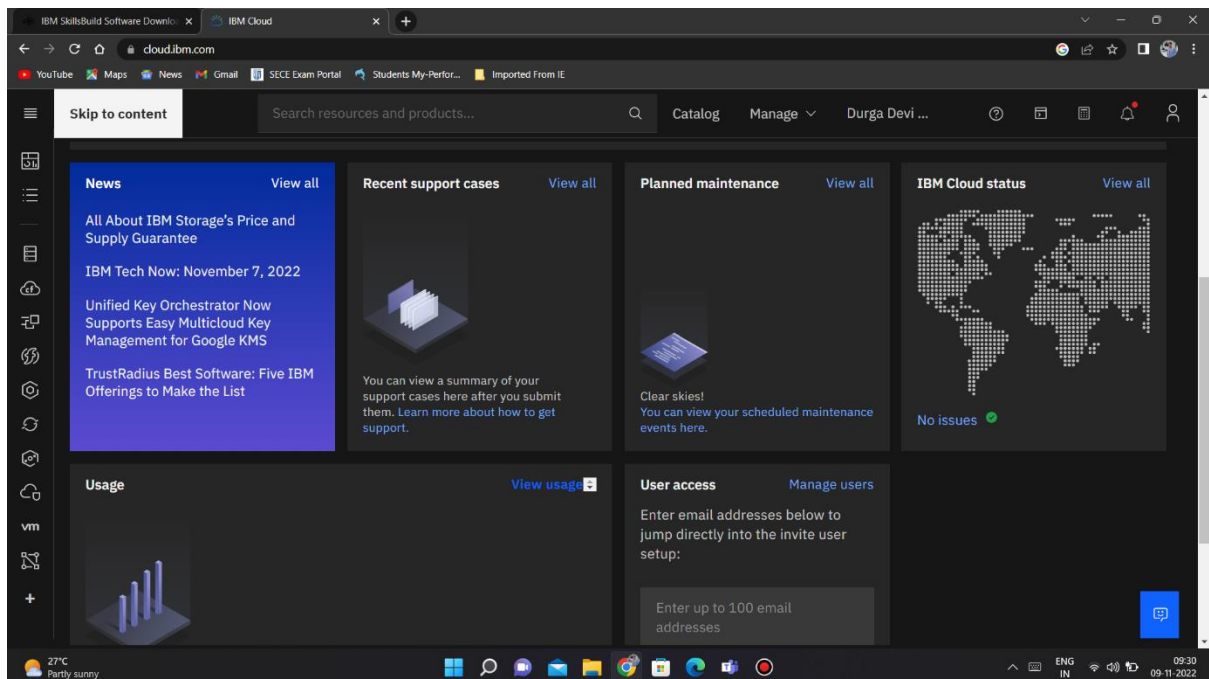 IBM SkillsBuild Software Downlo
IBM Cloud
cloud.ibm.com
YouTube Maps News Gmail SECE Exam Portal Students My-Perfor... Imported From IE
Skip to content Search resources and products... Catalog Manage Durga Devi ...
News View all
All About IBM Storage's Price and
Supply Guarantee
IBM Tech Now: November 7, 2022
Unified Key Orchestrator Now
Supports Easy Multicloud Key
Management for Google KMS
TrustRadius Best Software: Five IBM
Offerings to Make the List
Recent support cases View all
You can view a summary of your
support cases here after you submit
them. Learn more about how to get
support.
Planned maintenance View all
Clear skies!
You can view your scheduled maintenance
events here.
IBM Cloud status View all
No issues
Usage View usage
User access Manage users
Enter email addresses below to
jump directly into the invite user
setup:
Enter up to 100 email
addresses
cf
vm
27°C
Partly sunny
ENG
IN
09:30
09-11-2022